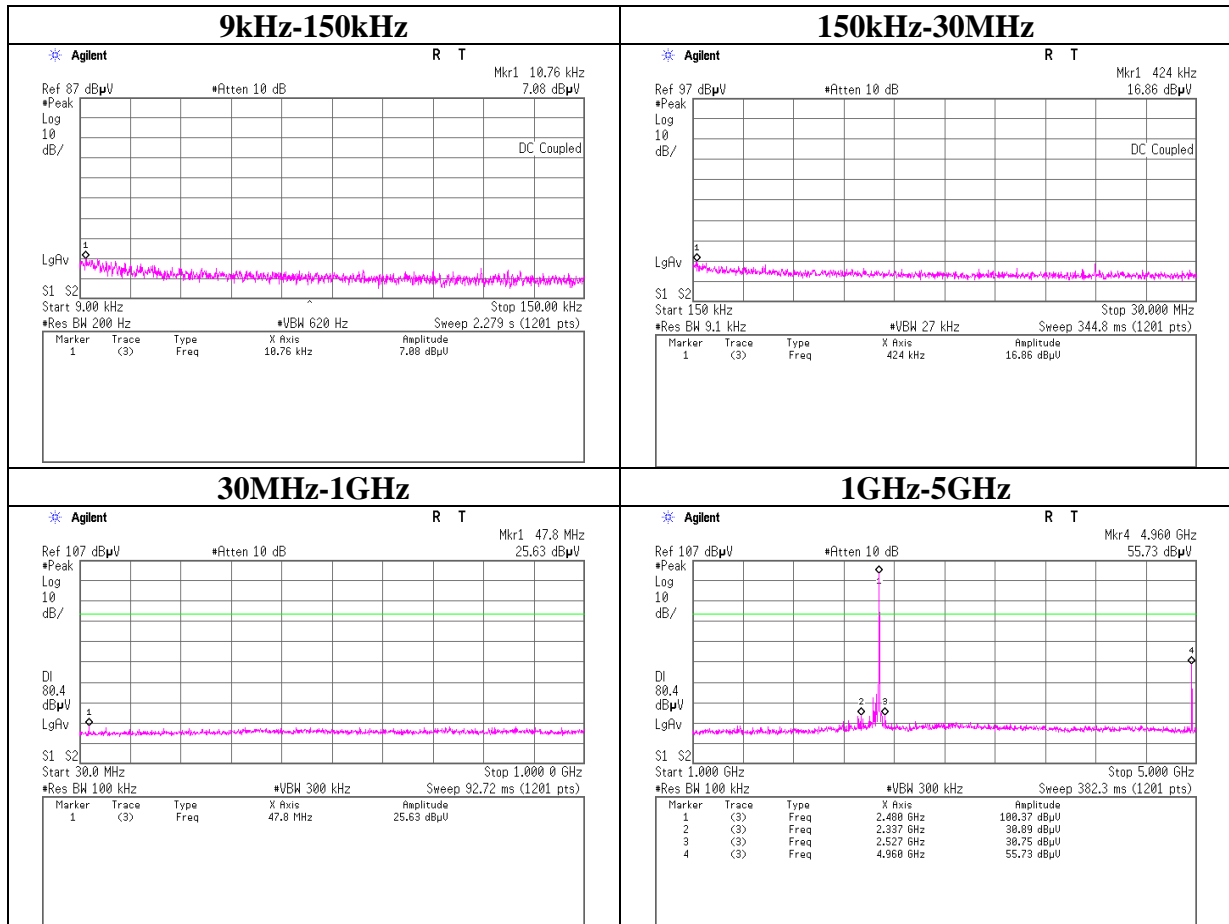 9kHz-150kHz
Agilent R T
Mkr1 10.76 kHz
Ref 87 dBµV #Atten 10 dB 7.08 dBµV
#Peak
Log
10
dB/
DC Coupled
1
LgAv
S1 S2
Start 9.00 kHz ^ Stop 150.00 kHz
#Res BW 200 Hz #VBW 620 Hz Sweep 2.279 s (1201 pts)
Marker Trace Type X Axis Amplitude
1 (3) Freq 10.76 kHz 7.08 dBµV
150kHz-30MHz
Agilent R T
Mkr1 424 kHz
Ref 97 dBµV #Atten 10 dB 16.86 dBµV
#Peak
Log
10
dB/
DC Coupled
1
LgAv
S1 S2
Start 150 kHz Stop 30.000 MHz
#Res BW 9.1 kHz #VBW 27 kHz Sweep 344.8 ms (1201 pts)
Marker Trace Type X Axis Amplitude
1 (3) Freq 424 kHz 16.86 dBµV
30MHz-1GHz
Agilent R T
Mkr1 47.8 MHz
Ref 107 dBµV #Atten 10 dB 25.63 dBµV
#Peak
Log
10
dB/
DI
80.4
dBµV
1
LgAv
S1 S2
Start 30.0 MHz Stop 1.000 0 GHz
#Res BW 100 kHz #VBW 300 kHz Sweep 92.72 ms (1201 pts)
Marker Trace Type X Axis Amplitude
1 (3) Freq 47.8 MHz 25.63 dBµV
1GHz-5GHz
Agilent R T
Mkr4 4.960 GHz
Ref 107 dBµV #Atten 10 dB 55.73 dBµV
#Peak
Log
10
dB/
1
4
DI
80.4
dBµV
2 3
LgAv
S1 S2
Start 1.000 GHz Stop 5.000 GHz
#Res BW 100 kHz #VBW 300 kHz Sweep 382.3 ms (1201 pts)
Marker Trace Type X Axis Amplitude
1 (3) Freq 2.480 GHz 100.37 dBµV
2 (3) Freq 2.337 GHz 30.89 dBµV
3 (3) Freq 2.527 GHz 30.75 dBµV
4 (3) Freq 4.960 GHz 55.73 dBµV